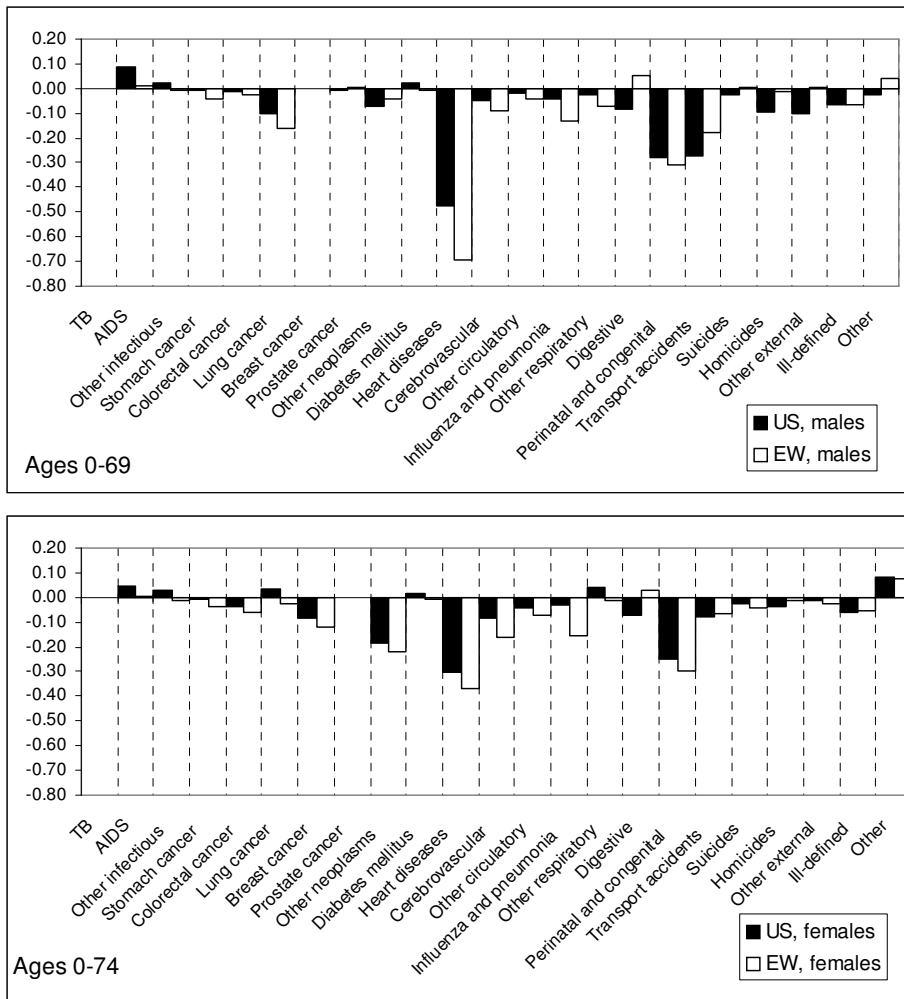 0.20
0.10
0.00
-0.10
-0.20
-0.30
-0.40
-0.50
-0.60
-0.70
-0.80
TB
AIDS
Other infectious
Stomach cancer
Colorectal cancer
Lung cancer
Breast cancer
Prostate cancer
Other neoplasms
Diabetes mellitus
Heart diseases
Cerebrovascular
Other circulatory
Influenza and pneumonia
Other respiratory
Digestive
Perinatal and congenital
Transport accidents
Suicides
Homicides
Other external
Ill-defined
Other
US, males
EW, males
Ages 0-69
0.20
0.10
0.00
-0.10
-0.20
-0.30
-0.40
-0.50
-0.60
-0.70
-0.80
TB
AIDS
Other infectious
Stomach cancer
Colorectal cancer
Lung cancer
Breast cancer
Prostate cancer
Other neoplasms
Diabetes mellitus
Heart diseases
Cerebrovascular
Other circulatory
Influenza and pneumonia
Other respiratory
Digestive
Perinatal and congenital
Transport accidents
Suicides
Homicides
Other external
Ill-defined
Other
US, females
EW, females
Ages 0-74